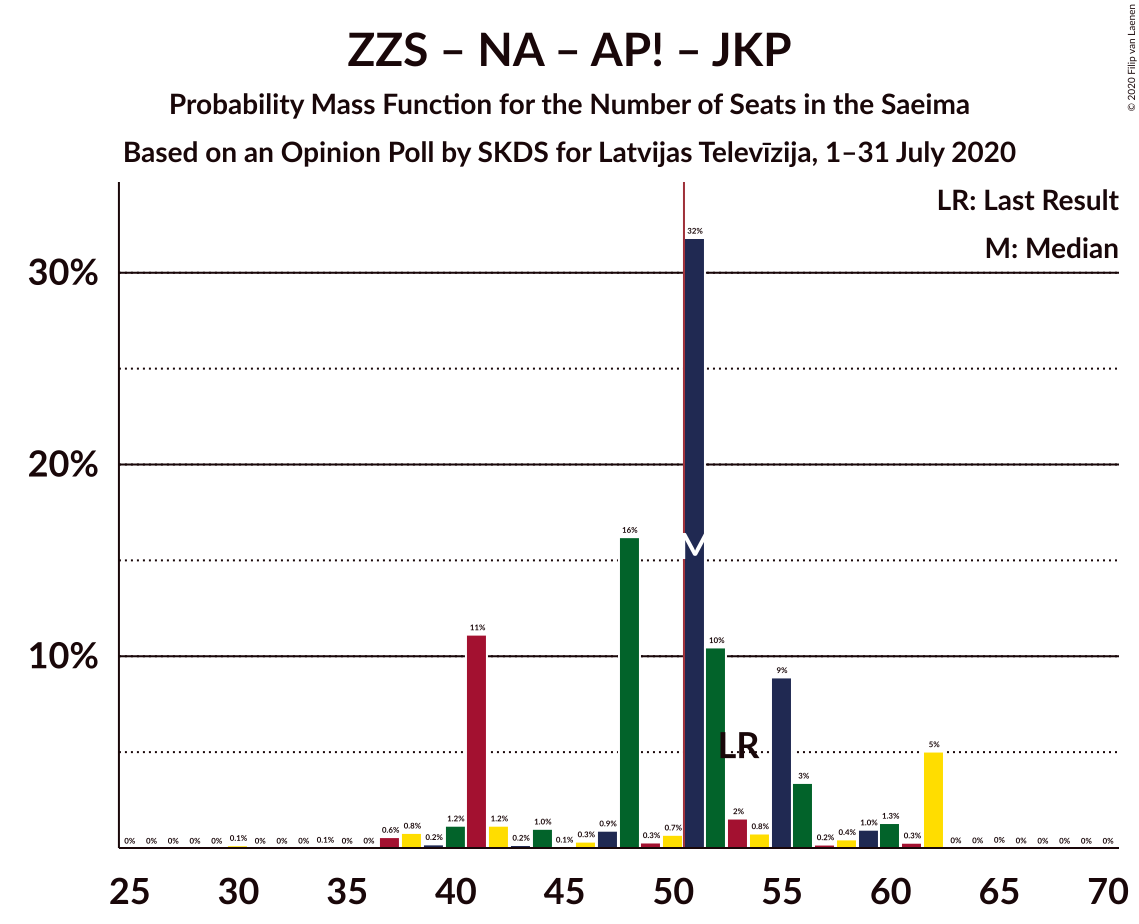 ZZS – NA – AP! – JKP
Probability Mass Function for the Number of Seats in the Saeima
Based on an Opinion Poll by SKDS for Latvijas Televīzija, 1–31 July 2020
© 2020 Filip van Laenen
LR: Last Result
M: Median
30%
20%
10%
0% 0% 0% 0% 0% 0.1% 0% 0% 0% 0.1% 0% 0% 0.6% 0.8% 0.2% 1.2% 11% 1.2% 0.2% 1.0% 0.1% 0.3% 0.9% 16% 0.3% 0.7% 32% 10% 2% 0.8% 9% 3% 0.2% 0.4% 1.0% 1.3% 0.3% 5% 0% 0% 0% 0% 0% 0% 0% 0%
M
LR
25 30 35 40 45 50 55 60 65 70